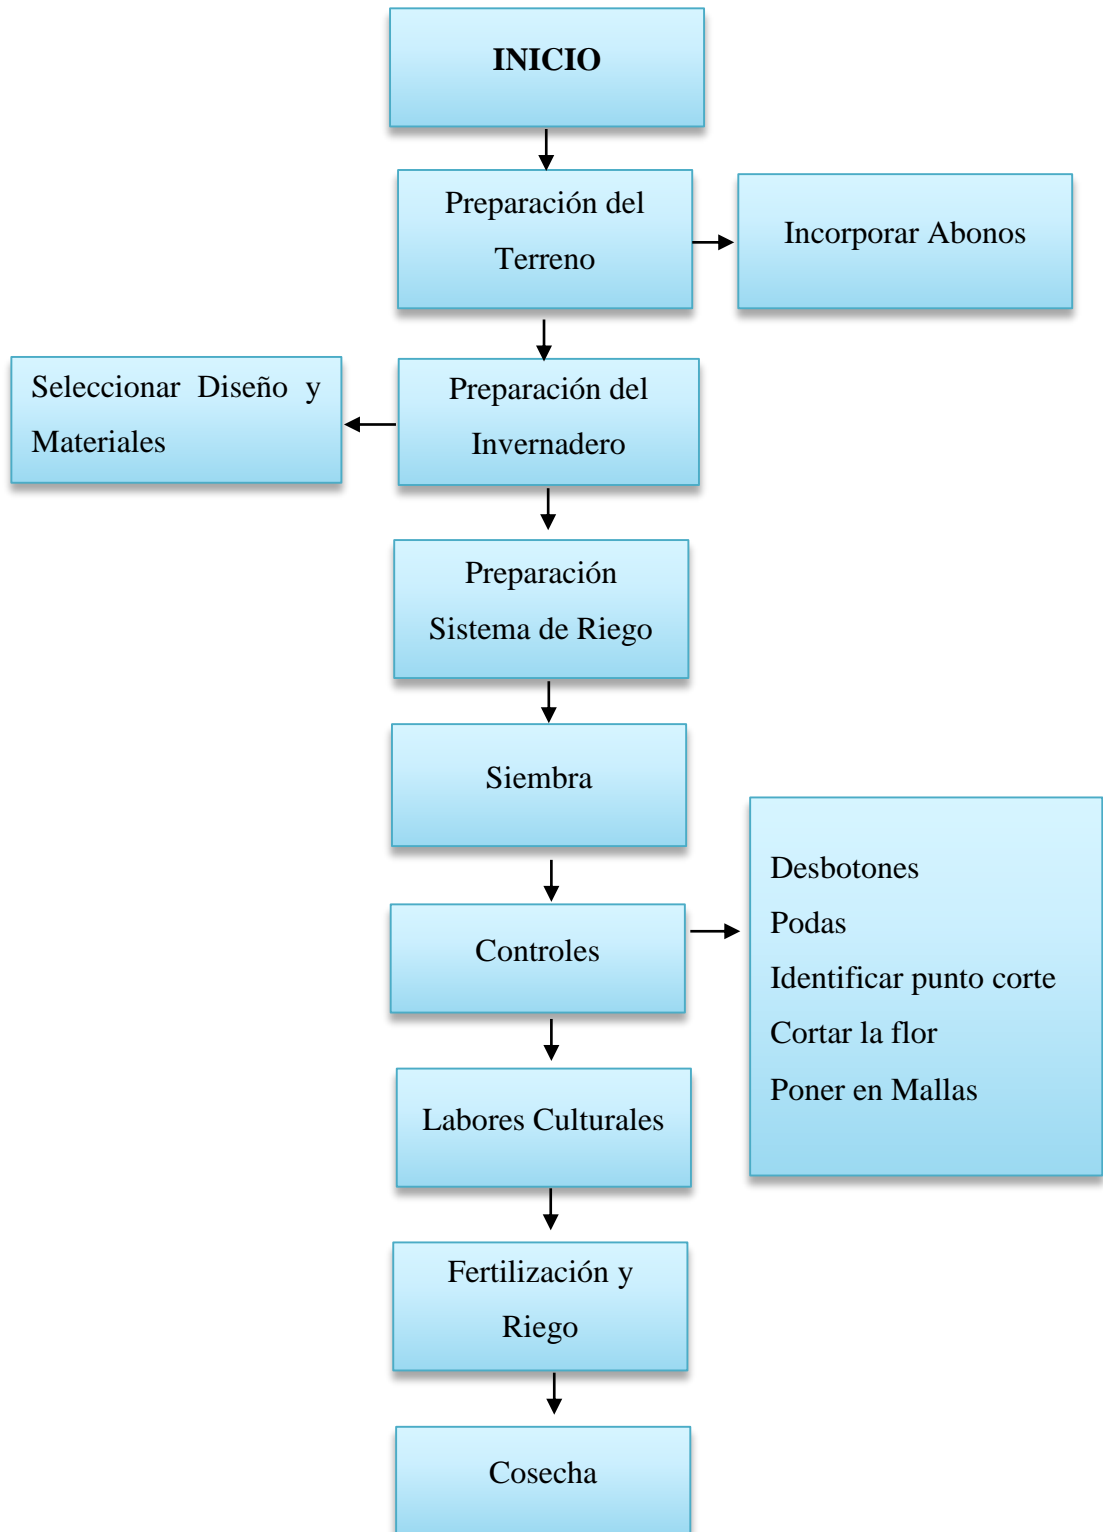 INICIO
Preparación del
Terreno
Incorporar Abonos
Seleccionar Diseño y
Materiales
Preparación del
Invernadero
Preparación
Sistema de Riego
Siembra
Controles
Desbotones
Podas
Identificar punto corte
Cortar la flor
Poner en Mallas
Labores Culturales
Fertilización y
Riego
Cosecha